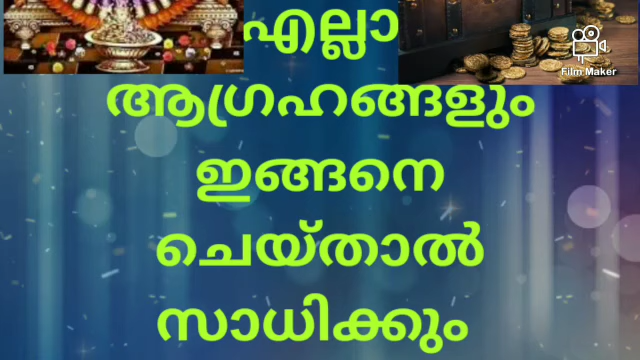 എല്ലാ
Film Maker
ആഗ്രഹങ്ങളും
ഇങ്ങനെ
ചെയ്താൽ
സാധിക്കും